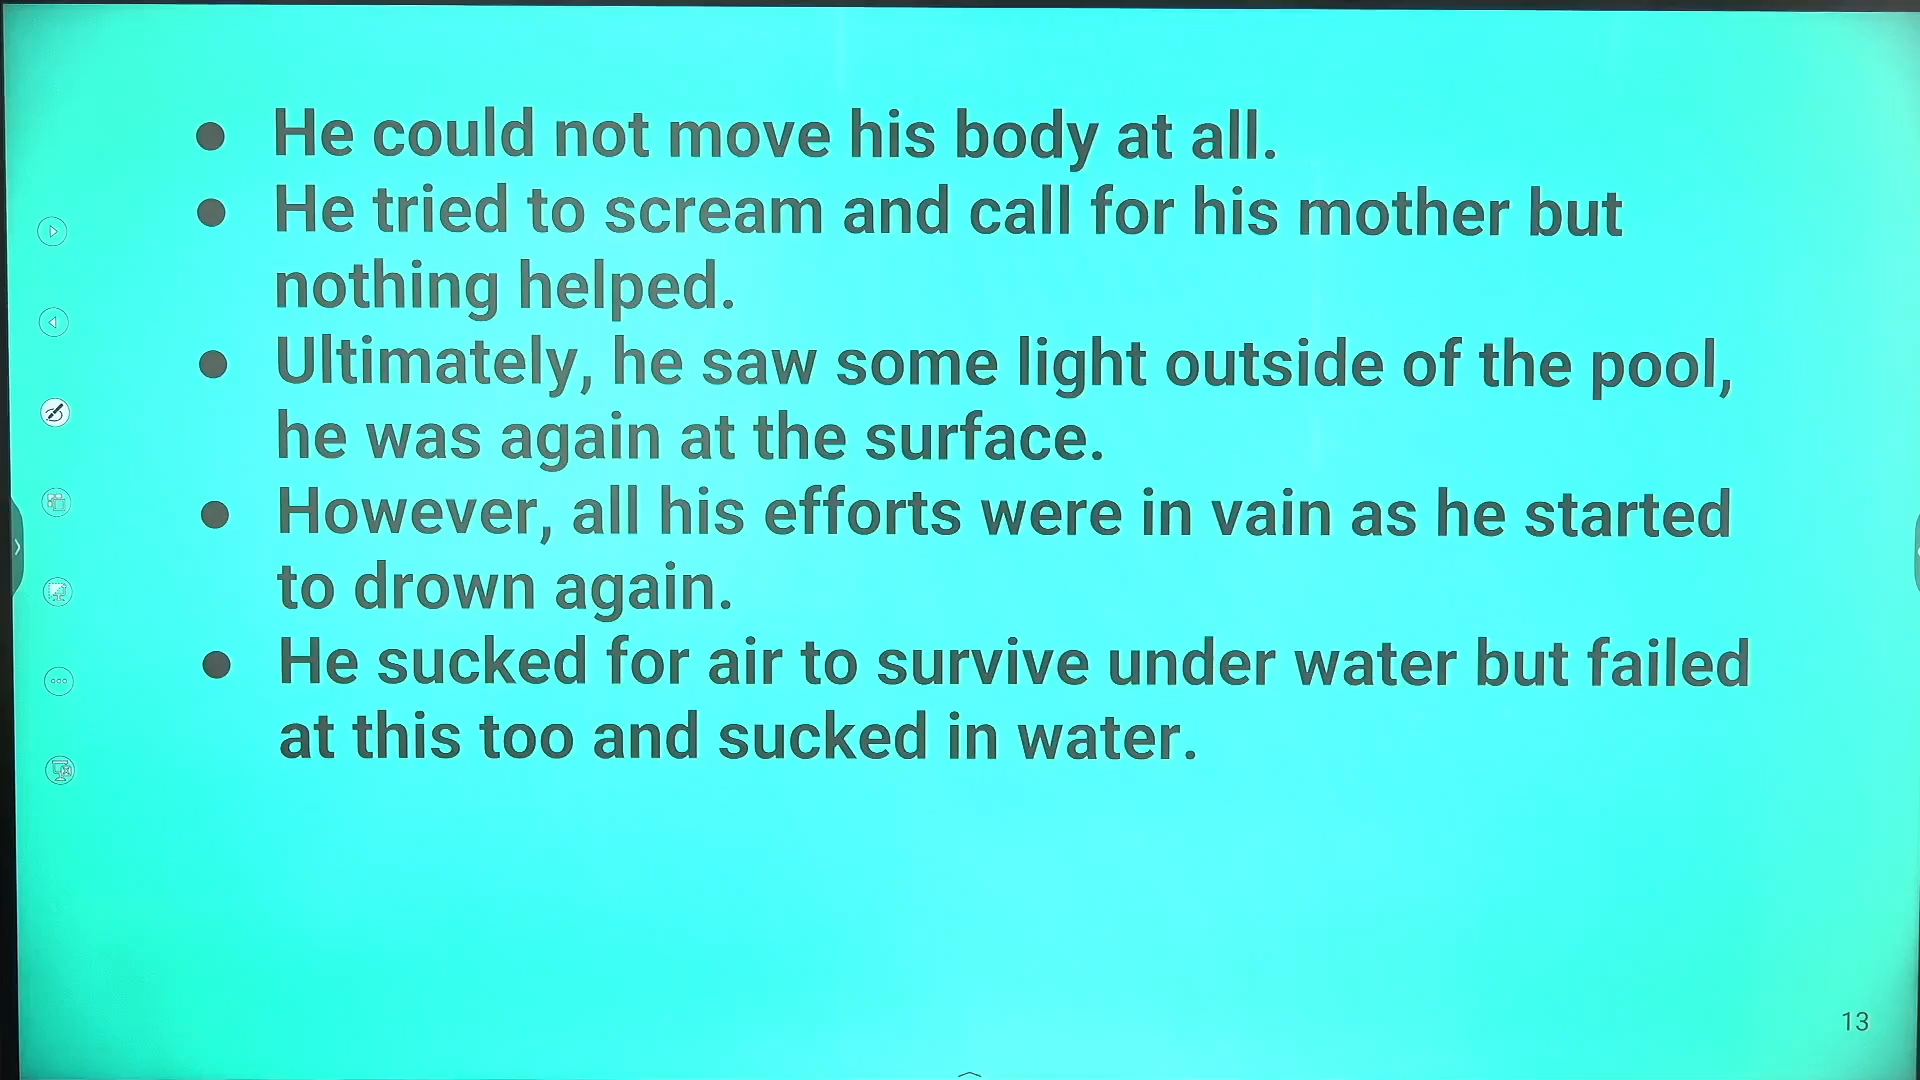 ● He could not move his body at all.
● He tried to scream and call for his mother but
nothing helped.
● Ultimately, he saw some light outside of the pool,
he was again at the surface.
● However, all his efforts were in vain as he started
to drown again.
● He sucked for air to survive under water but failed
at this too and sucked in water.
13